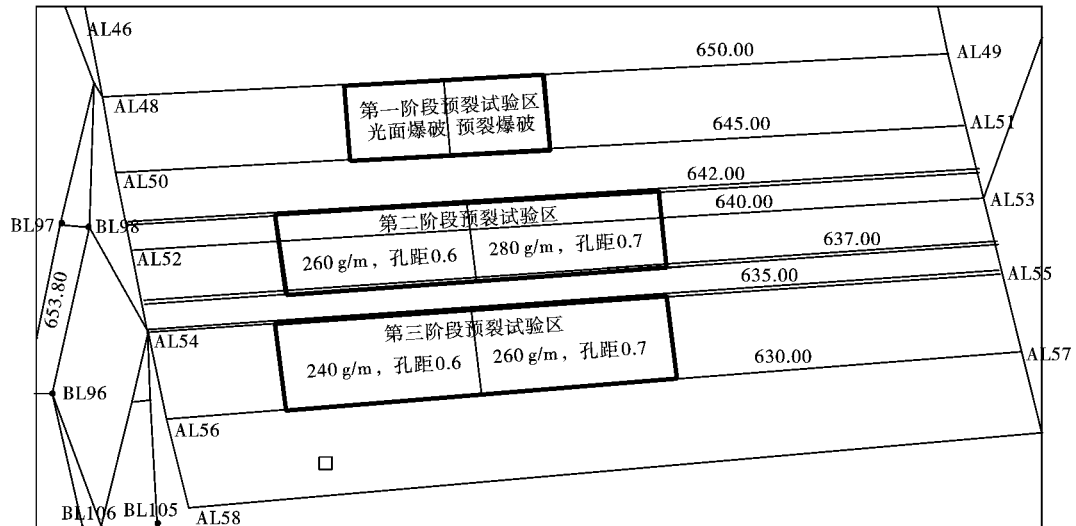 AL46
650.00
AL49
AL48
第一阶段预裂试验区
光面爆破 预裂爆破
645.00
AL51
AL50
642.00
BL97
BL98
第二阶段预裂试验区
640.00
AL53
AL52
260 g/m，孔距0.6
280 g/m，孔距0.7
637.00
653.80
635.00
AL55
AL54
第三阶段预裂试验区
240 g/m，孔距0.6
260 g/m，孔距0.7
630.00
AL57
BL96
AL56
BL106
BL105
AL58